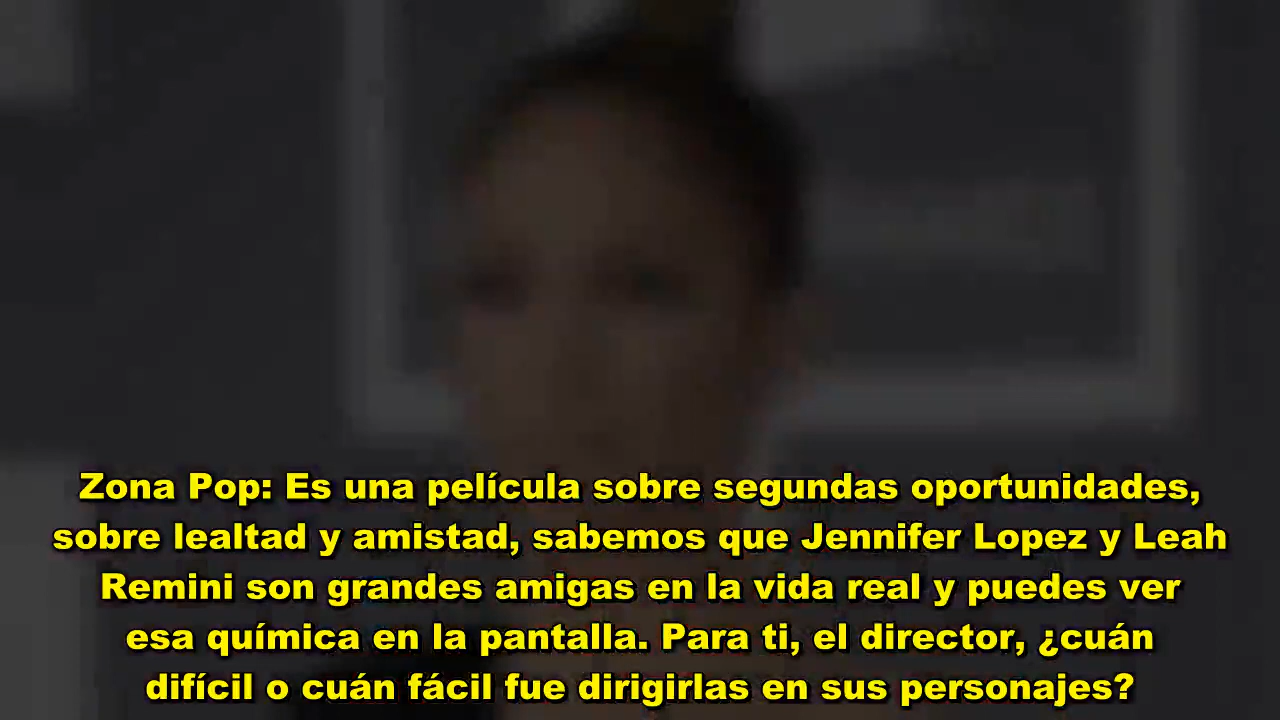 Zona Pop: Es una película sobre segundas oportunidades,
sobre lealtad y amistad, sabemos que Jennifer Lopez y Leah
Remini son grandes amigas en la vida real y puedes ver
esa química en la pantalla. Para ti, el director, ¿cuán
difícil o cuán fácil fue dirigirlas en sus personajes?